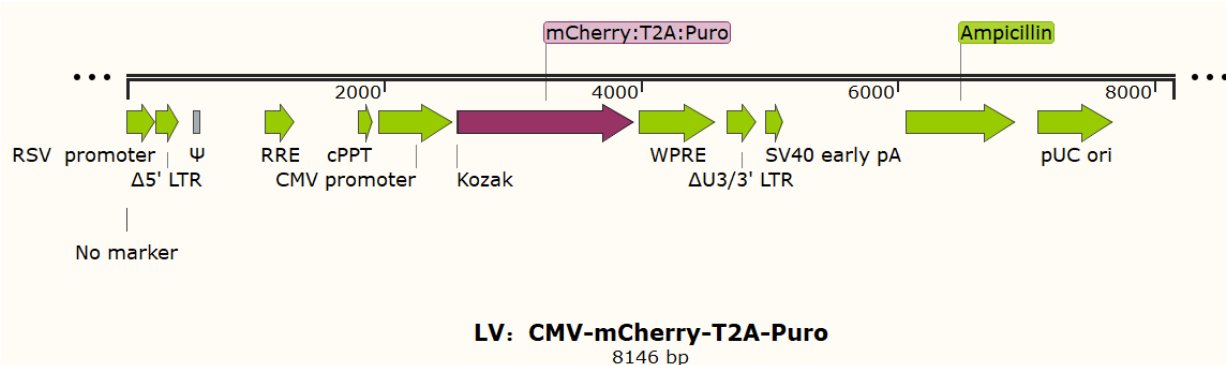 mCherry:T2A:Puro Ampicillin
2000 4000 6000 8000
RSV promoter Ψ RRE cPPT WPRE SV40 early pA pUC ori
Δ5' LTR CMV promoter Kozak ΔU3/3' LTR
No marker
LV: CMV-mCherry-T2A-Puro
8146 bp